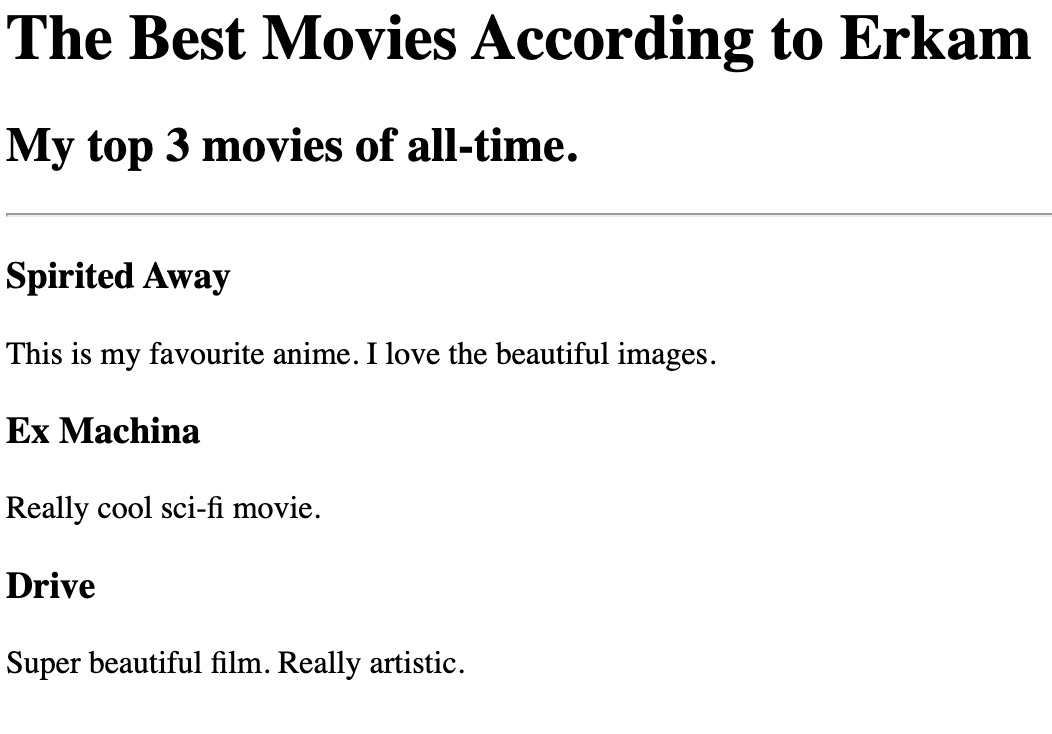 The Best Movies According to Erkam
My top 3 movies of all-time.
Spirited Away
This is my favourite anime. I love the beautiful images.
Ex Machina
Really cool sci-fi movie.
Drive
Super beautiful film. Really artistic.